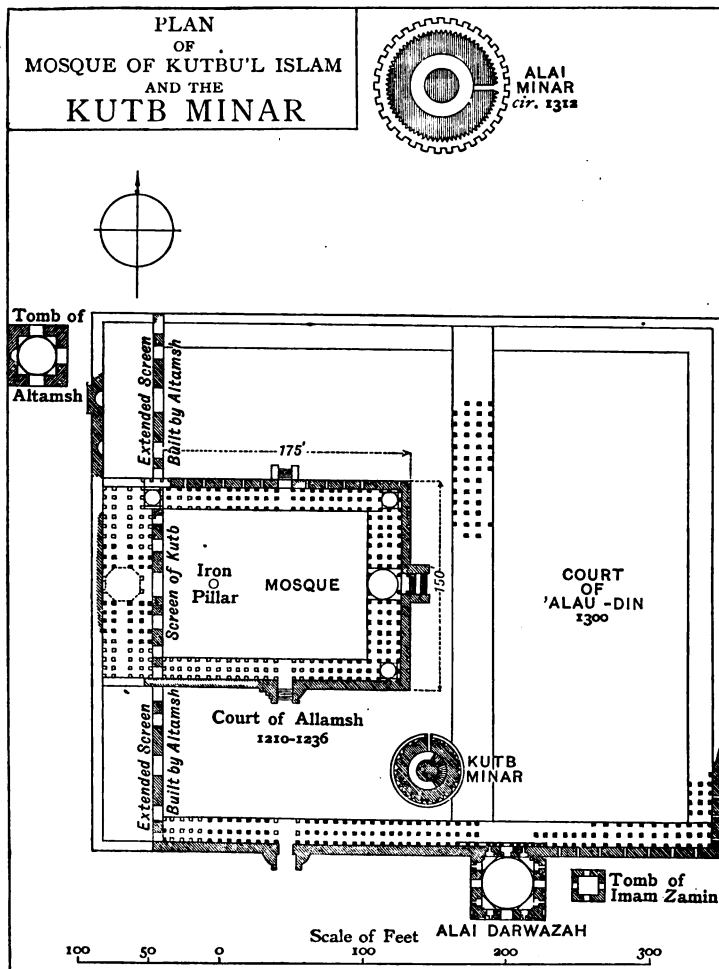 PLAN
OF
MOSQUE OF KUTBU'L ISLAM
AND THE
KUTB MINAR
ALAI
MINAR
cir. 1312
Tomb of
Altamsh
Extended Screen
Built by Altamsh
175'
Screen of Kutb
Iron
Pillar
MOSQUE
150'
COURT
OF
'ALAU-DIN
1300
Extended Screen
Built by Altamsh
Court of Allamsh
1210-1236
KUTB
MINAR
Tomb of
Imam Zamin
ALAI DARWAZAH
Scale of Feet
100 50 0 100 200 300